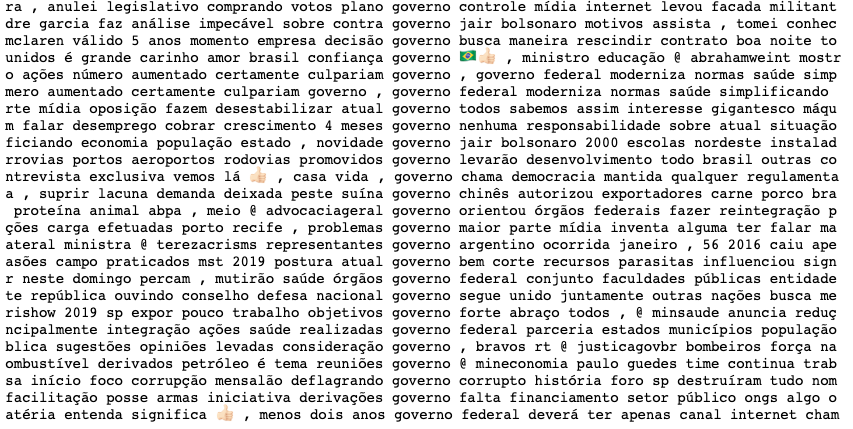 ra , anulei legislativo comprando votos plano governo controle mídia internet levou facada militant
dre garcia faz análise impecável sobre contra governo jair bolsonaro motivos assista , tomei conhec
mclaren válido 5 anos momento empresa decisão governo busca maneira rescindir contrato boa noite to
unidos é grande carinho amor brasil confiança governo 🇧🇷👍🏻 , ministro educação @ abrahamweint mostr
o ações número aumentado certamente culpariam governo , governo federal moderniza normas saúde simp
mero aumentado certamente culpariam governo , governo federal moderniza normas saúde simplificando
rte mídia oposição fazem desestabilizar atual governo todos sabemos assim interesse gigantesco máqu
m falar desemprego cobrar crescimento 4 meses governo nenhuma responsabilidade sobre atual situação
ficiando economia população estado , novidade governo jair bolsonaro 2000 escolas nordeste instalad
rrovias portos aeroportos rodovias promovidos governo levarão desenvolvimento todo brasil outras co
ntrevista exclusiva vemos lá 👍🏻 , casa vida , governo chama democracia mantida qualquer regulamenta
a , suprir lacuna demanda deixada peste suína governo chinês autorizou exportadores carne porco bra
proteína animal abpa , meio @ advocaciageral governo orientou órgãos federais fazer reintegração p
ções carga efetuadas porto recife , problemas governo maior parte mídia inventa alguma ter falar ma
ateral ministra @ terezacrisms representantes governo argentino ocorrida janeiro , 56 2016 caiu ape
asões campo praticados mst 2019 postura atual governo bem corte recursos parasitas influenciou sign
r neste domingo percam , mutirão saúde órgãos governo federal conjunto faculdades públicas entidade
te república ouvindo conselho defesa nacional governo segue unido juntamente outras nações busca me
rishow 2019 sp expor pouco trabalho objetivos governo forte abraço todos , @ minsaude anuncia reduç
ncipalmente integração ações saúde realizadas governo federal parceria estados municípios população
blica sugestões opiniões levadas consideração governo , bravos rt @ justicagovbr bombeiros força na
ombustível derivados petróleo é tema reuniões governo @ mineconomia paulo guedes time continua trab
sa início foco corrupção mensalão deflagrando governo corrupto história foro sp destruíram tudo nom
facilitação posse armas iniciativa derivações governo falta financiamento setor público ongs algo o
atéria entenda significa 👍🏻 , menos dois anos governo federal deverá ter apenas canal internet cham